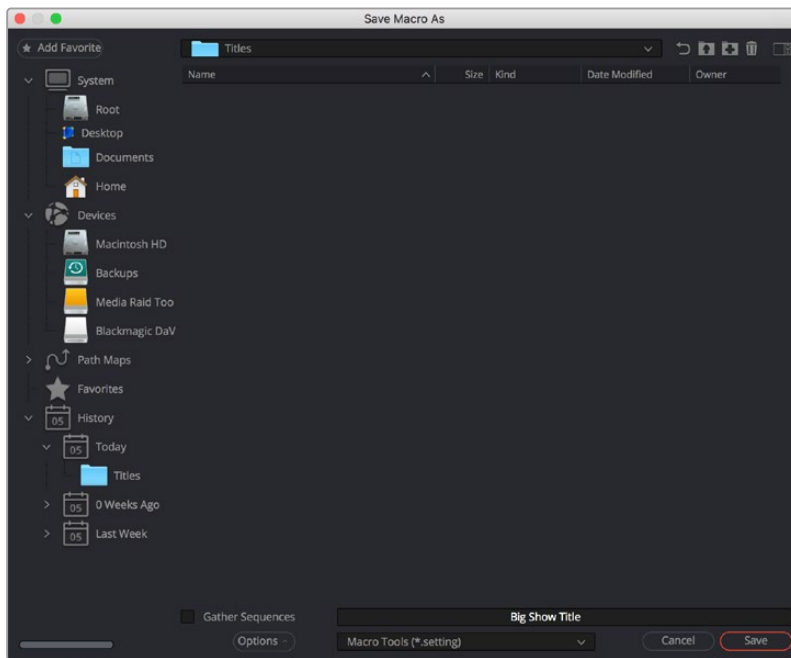 Save Macro As
Add Favorite
Titles
System
Name Size Kind Date Modified Owner
Root
Desktop
Documents
Home
Devices
Macintosh HD
Backups
Media Raid Too
Blackmagic DaV
Path Maps
Favorites
05 History
05 Today
Titles
05 0 Weeks Ago
05 Last Week
Gather Sequences Big Show Title
Options Macro Tools (*.setting) Cancel Save